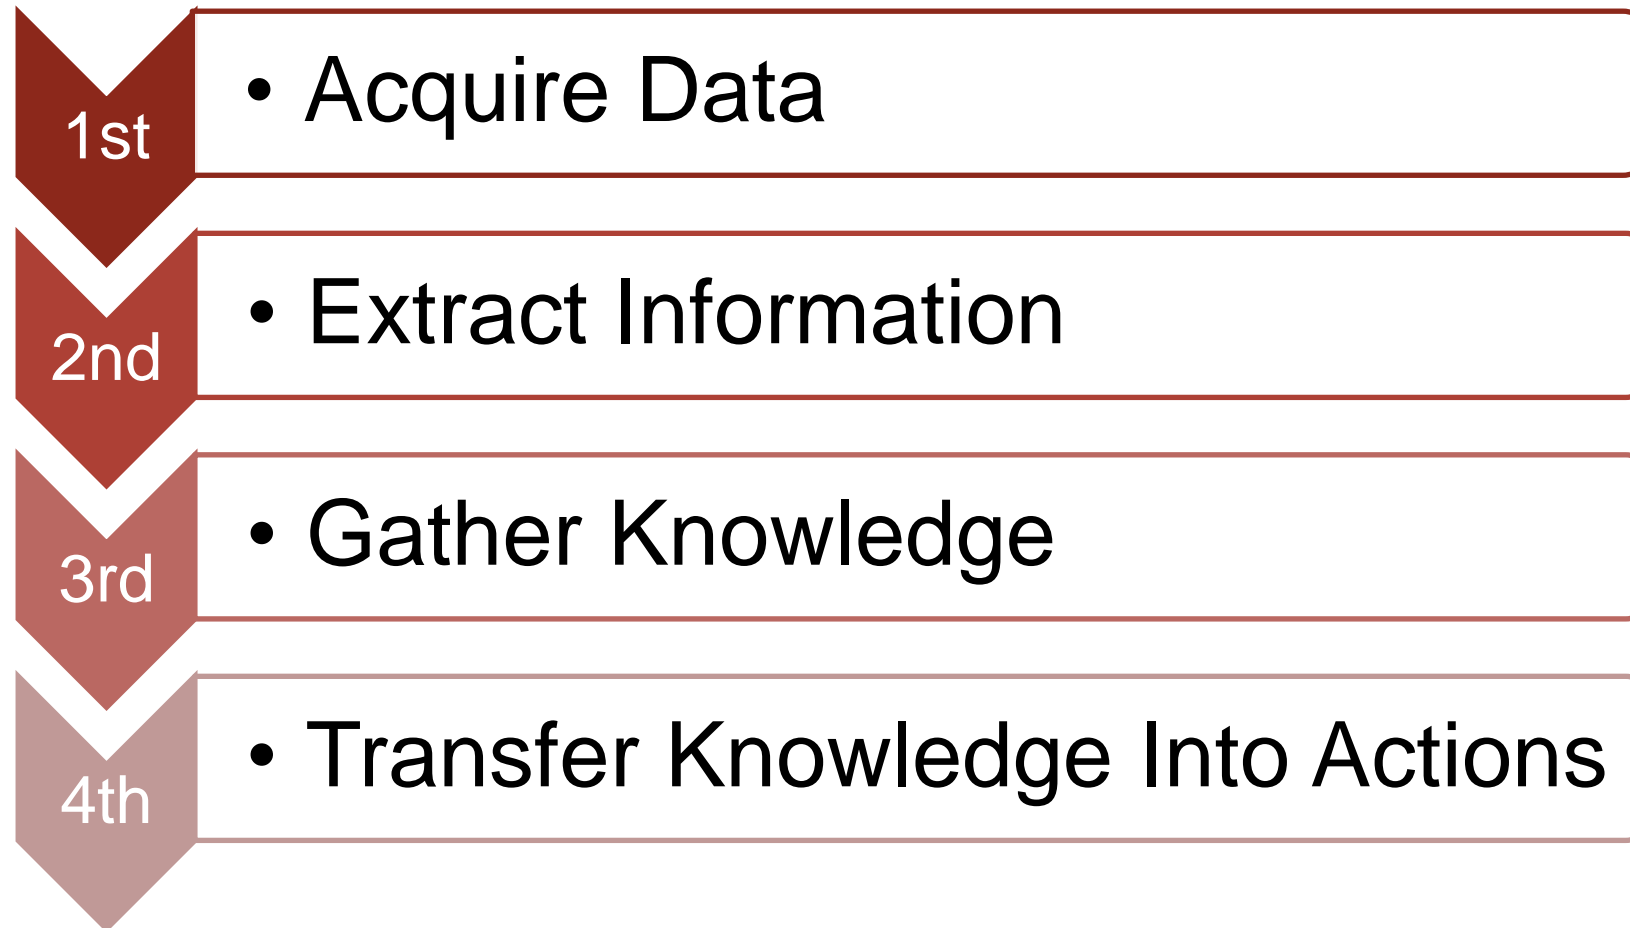 1st
• Acquire Data
2nd
• Extract Information
3rd
• Gather Knowledge
4th
• Transfer Knowledge Into Actions